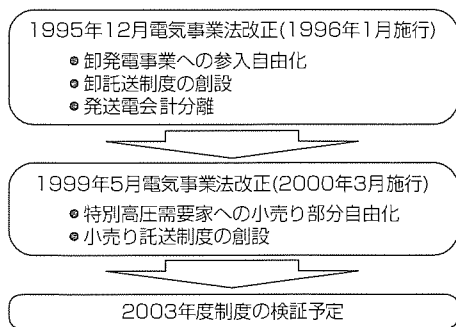 1995年12月電気事業法改正(1996年1月施行)
●卸発電事業への参入自由化
●卸託送制度の創設
●発送電会計分離
1999年5月電気事業法改正(2000年3月施行)
●特別高圧需要家への小売り部分自由化
●小売り託送制度の創設
2003年度制度の検証予定